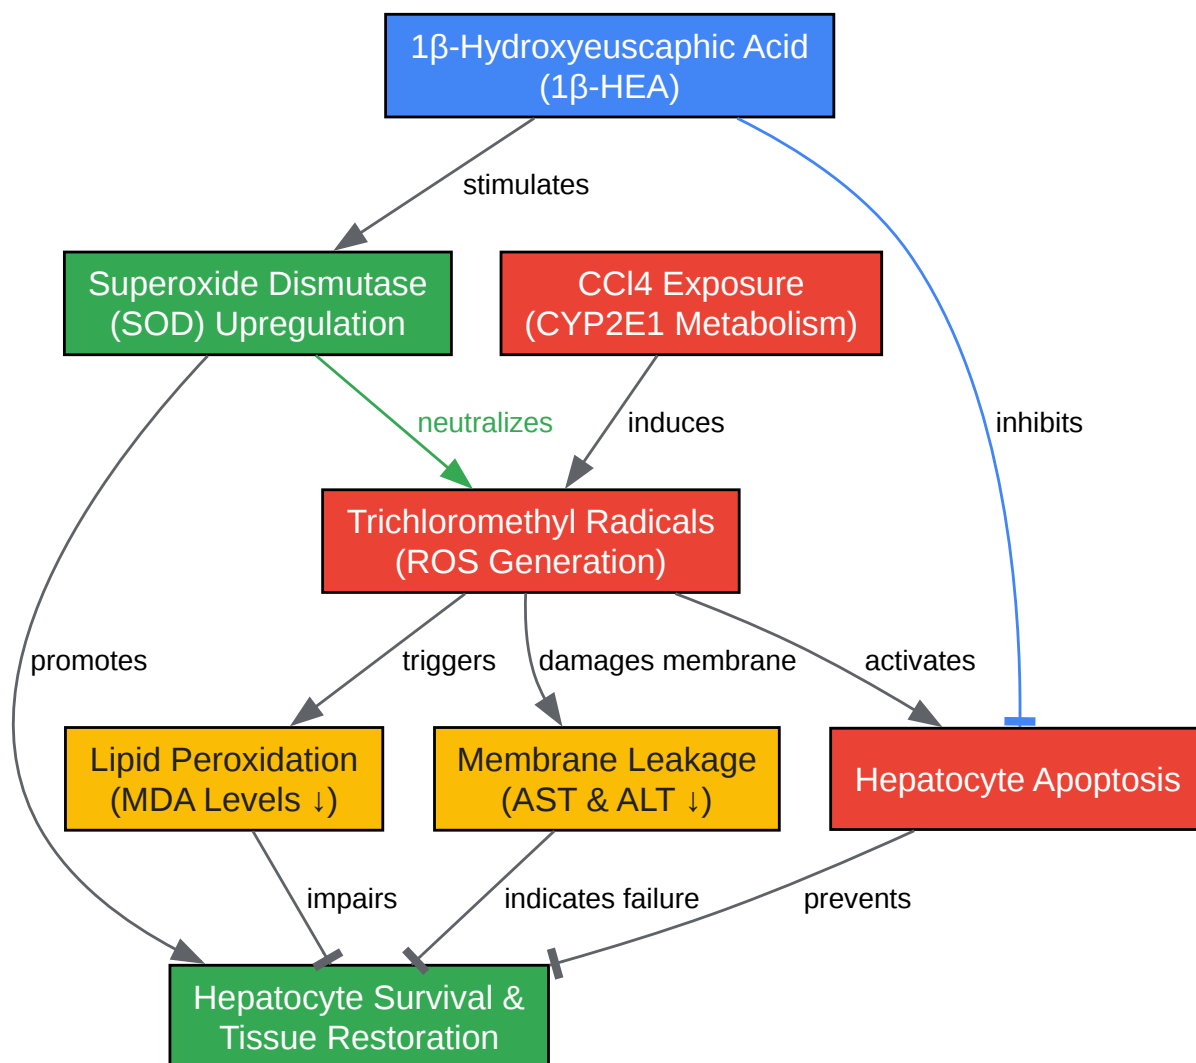 1β-Hydroxyeuscaphic Acid
(1β-HEA)
stimulates
Superoxide Dismutase
(SOD) Upregulation
CCl4 Exposure
(CYP2E1 Metabolism)
neutralizes
induces
inhibits
Trichloromethyl Radicals
(ROS Generation)
promotes
triggers
damages membrane
activates
Lipid Peroxidation
(MDA Levels ↓)
Membrane Leakage
(AST & ALT ↓)
Hepatocyte Apoptosis
impairs
indicates failure
prevents
Hepatocyte Survival &
Tissue Restoration